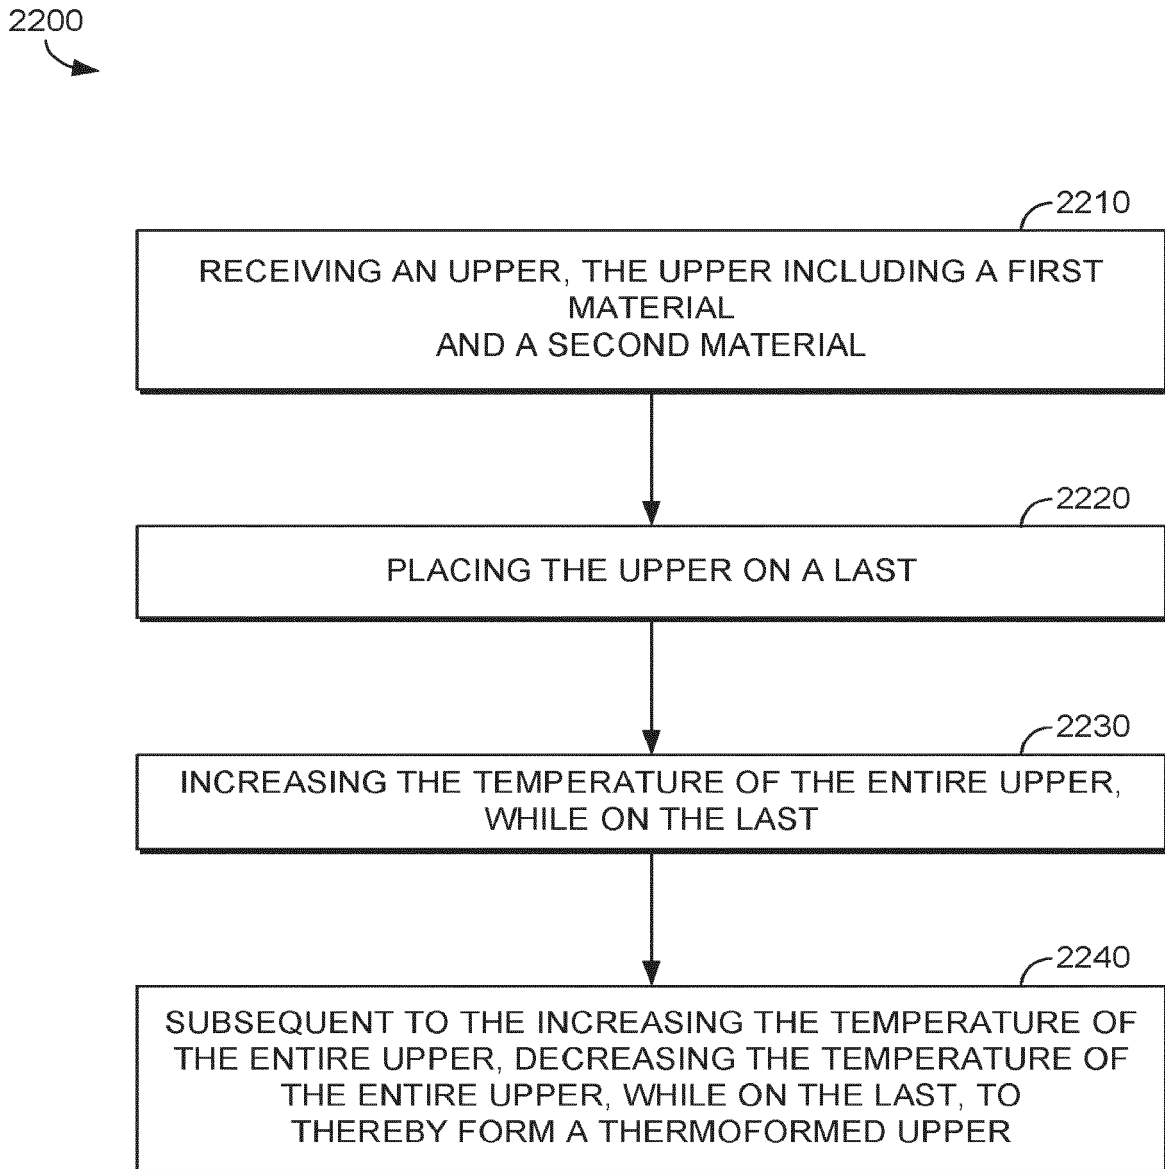 2200
2210
RECEIVING AN UPPER, THE UPPER INCLUDING A FIRST
MATERIAL
AND A SECOND MATERIAL
2220
PLACING THE UPPER ON A LAST
2230
INCREASING THE TEMPERATURE OF THE ENTIRE UPPER,
WHILE ON THE LAST
2240
SUBSEQUENT TO THE INCREASING THE TEMPERATURE OF
THE ENTIRE UPPER, DECREASING THE TEMPERATURE OF
THE ENTIRE UPPER, WHILE ON THE LAST, TO
THEREBY FORM A THERMOFORMED UPPER